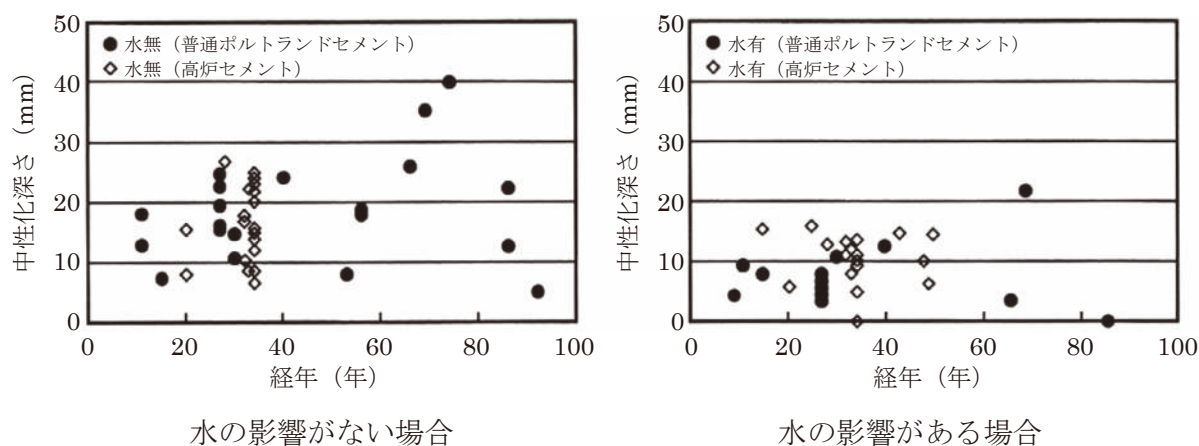 50
40
30
20
10
0
中性化深さ (mm)
● 水無（普通ポルトランドセメント）
◇ 水無（高炉セメント）
0 20 40 60 80 100
経年（年）
水の影響がない場合
50
40
30
20
10
0
中性化深さ (mm)
● 水有（普通ポルトランドセメント）
◇ 水有（高炉セメント）
0 20 40 60 80 100
経年（年）
水の影響がある場合